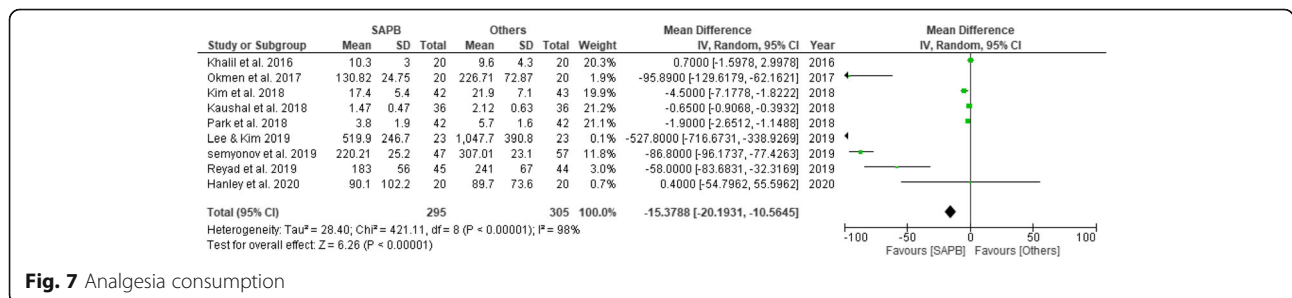 SAPB Others Mean Difference Mean Difference
Study or Subgroup Mean SD Total Mean SD Total Weight IV, Random, 95% CI Year IV, Random, 95% CI
Khalil et al. 2016 10.3 3 20 9.6 4.3 20 20.3% 0.7000 [-1.5978, 2.9978] 2016
Okmen et al. 2017 130.82 24.75 20 226.71 72.87 20 1.9% -95.8900 [-129.6179, -62.1621] 2017
Kim et al. 2018 17.4 5.4 42 21.9 7.1 43 19.9% -4.5000 [-7.1778, -1.8222] 2018
Kaushal et al. 2018 1.47 0.47 36 2.12 0.63 36 21.2% -0.6500 [-0.9068, -0.3932] 2018
Park et al. 2018 3.8 1.9 42 5.7 1.6 42 21.2% -1.9000 [-2.6512, -1.1488] 2018
Lee & Kim 2019 519.9 246.7 23 1,047.7 390.8 23 0.1% -527.8000 [-716.6731, -338.9269] 2019
semyonov et al. 2019 220.21 25.2 47 307.01 23.1 57 11.8% -86.8000 [-96.1737, -77.4263] 2019
Reyad et al. 2019 183 56 45 241 67 44 3.0% -58.0000 [-83.6831, -32.3169] 2019
Hanley et al. 2020 90.1 102.2 20 89.7 73.6 20 0.7% 0.4000 [-54.7962, 55.5962] 2020
Total (95% CI) 295 305 100.0% -15.3788 [-20.1931, -10.5645]
Heterogeneity: Tau² = 28.40; Chi² = 421.11, df = 8 (P < 0.00001); I² = 98%
Test for overall effect: Z = 6.26 (P < 0.00001)
-100 -50 0 50 100
Favours [SAPB] Favours [Others]
Fig. 7 Analgesia consumption